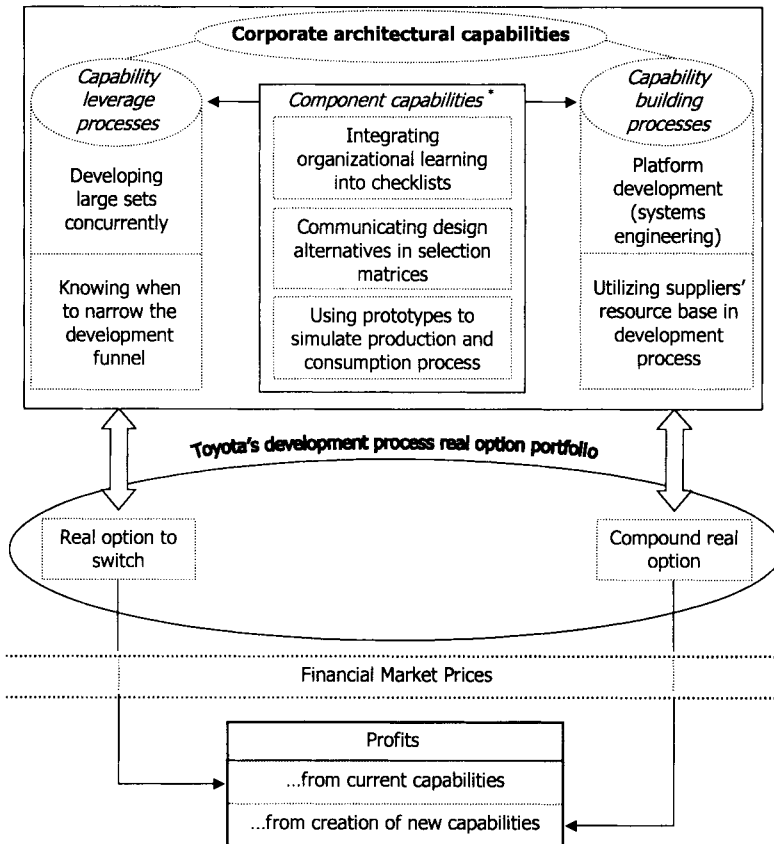 Corporate architectural capabilities
Capability
leverage
processes
Developing
large sets
concurrently
Knowing when
to narrow the
development
funnel
Component capabilities *
Integrating
organizational learning
into checklists
Communicating design
alternatives in selection
matrices
Using prototypes to
simulate production and
consumption process
Capability
building
processes
Platform
development
(systems
engineering)
Utilizing suppliers'
resource base in
development
process
Toyota's development process real option portfolio
Real option to
switch
Compound real
option
Financial Market Prices
Profits
...from current capabilities
...from creation of new capabilities